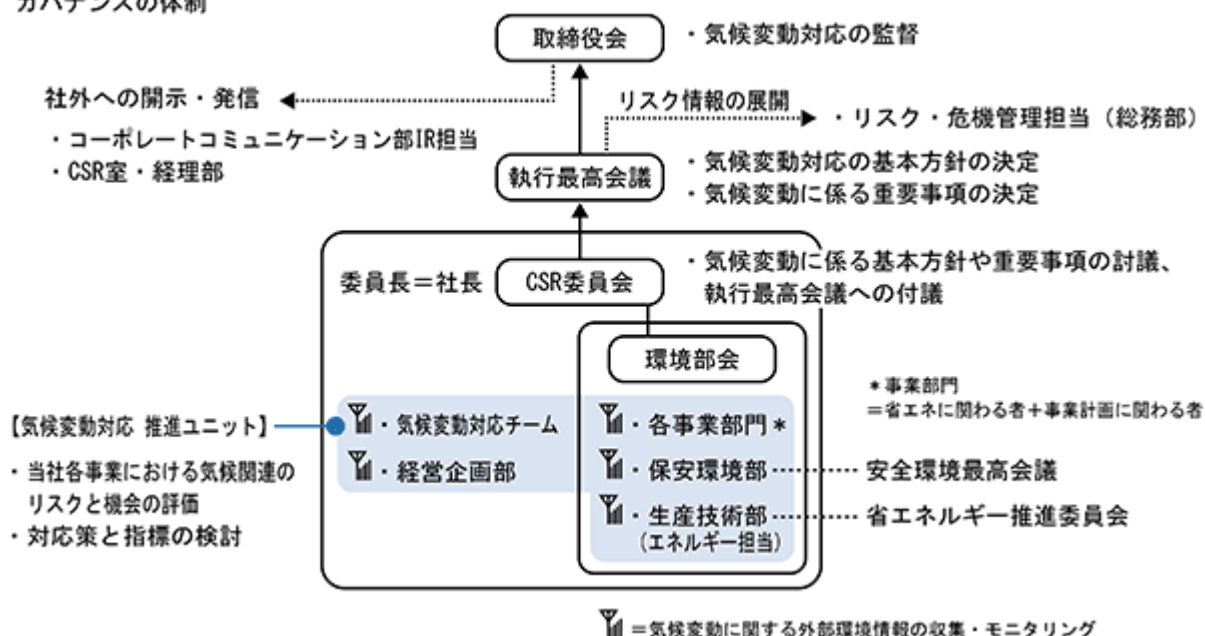 ガバナンスの体制
取締役会
・気候変動対応の監督
社外への開示・発信
・コーポレートコミュニケーション部IR担当
・CSR室・経理部
リスク情報の展開
・リスク・危機管理担当（総務部）
執行最高会議
・気候変動対応の基本方針の決定
・気候変動に係る重要事項の決定
委員長＝社長
CSR委員会
・気候変動に係る基本方針や重要事項の討議、
執行最高会議への付議
環境部会
＊事業部門
＝省エネに関わる者＋事業計画に関わる者
【気候変動対応 推進ユニット】
・当社各事業における気候関連の
リスクと機会の評価
・対応策と指標の検討
・気候変動対応チーム
・経営企画部
・各事業部門＊
・保安環境部
安全環境最高会議
・生産技術部
（エネルギー担当）
省エネルギー推進委員会
＝気候変動に関する外部環境情報の収集・モニタリング